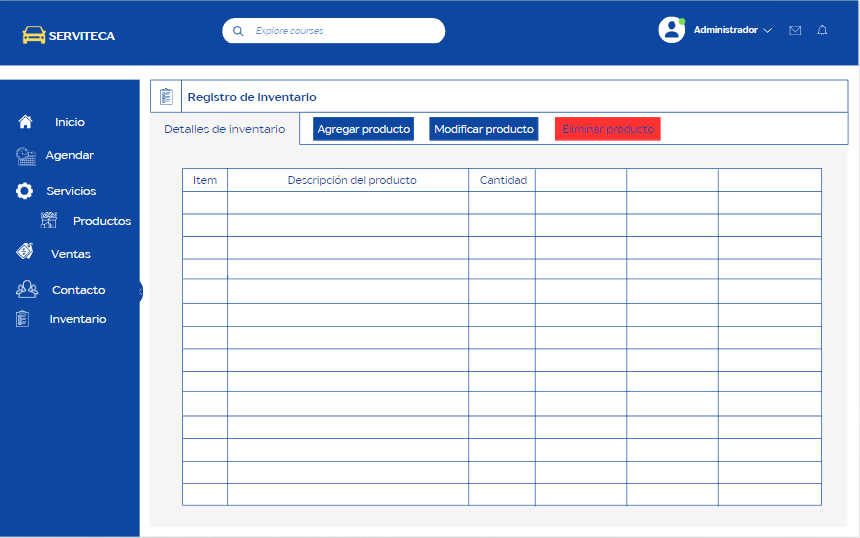 SERVITECA
Explore courses
Administrador
Inicio
Agendar
Servicios
Productos
Ventas
Contacto
Inventario
Registro de Inventario
Detalles de inventario
Agregar producto
Modificar producto
Eliminar producto
Item
Descripción del producto
Cantidad